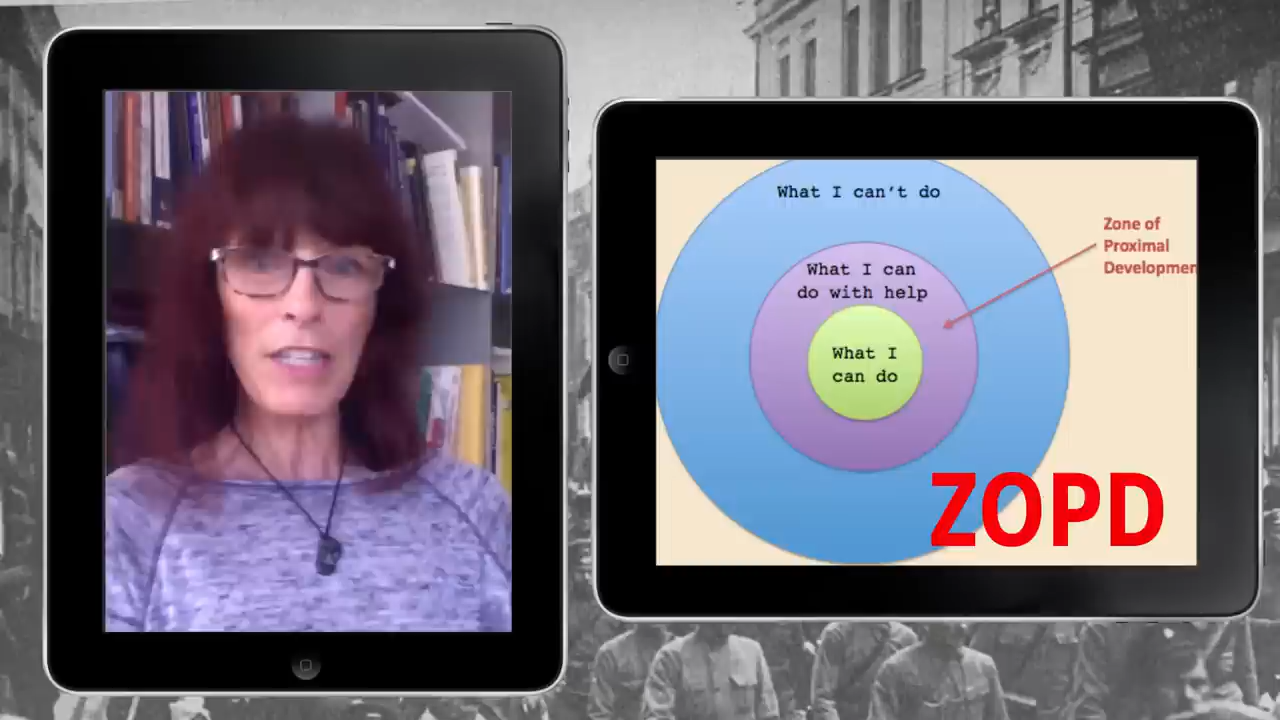 What I can't do
Zone of
Proximal
Developmen
What I can
do with help
What I
can do
ZOPD